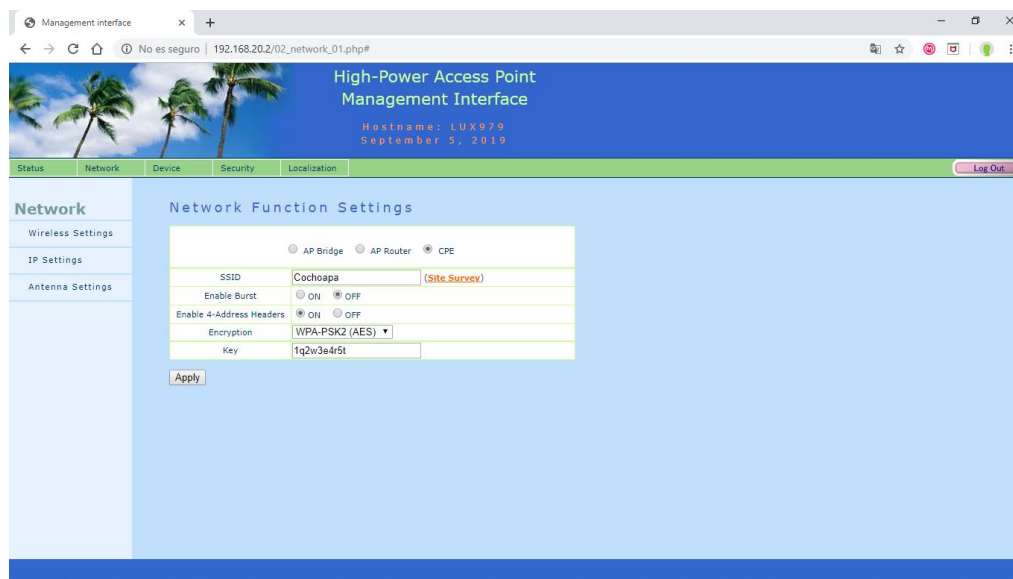 Management interface
No es seguro | 192.168.20.2/02_network_01.php#
High-Power Access Point
Management Interface
Hostname: LUX979
September 5, 2019
Status Network Device Security Localization Log Out
Network
Wireless Settings
IP Settings
Antenna Settings
Network Function Settings
AP Bridge AP Router CPE
SSID Cochoapa (Site Survey)
Enable Burst ON OFF
Enable 4-Address Headers ON OFF
Encryption WPA-PSK2 (AES)
Key 1q2w3e4r5t
Apply